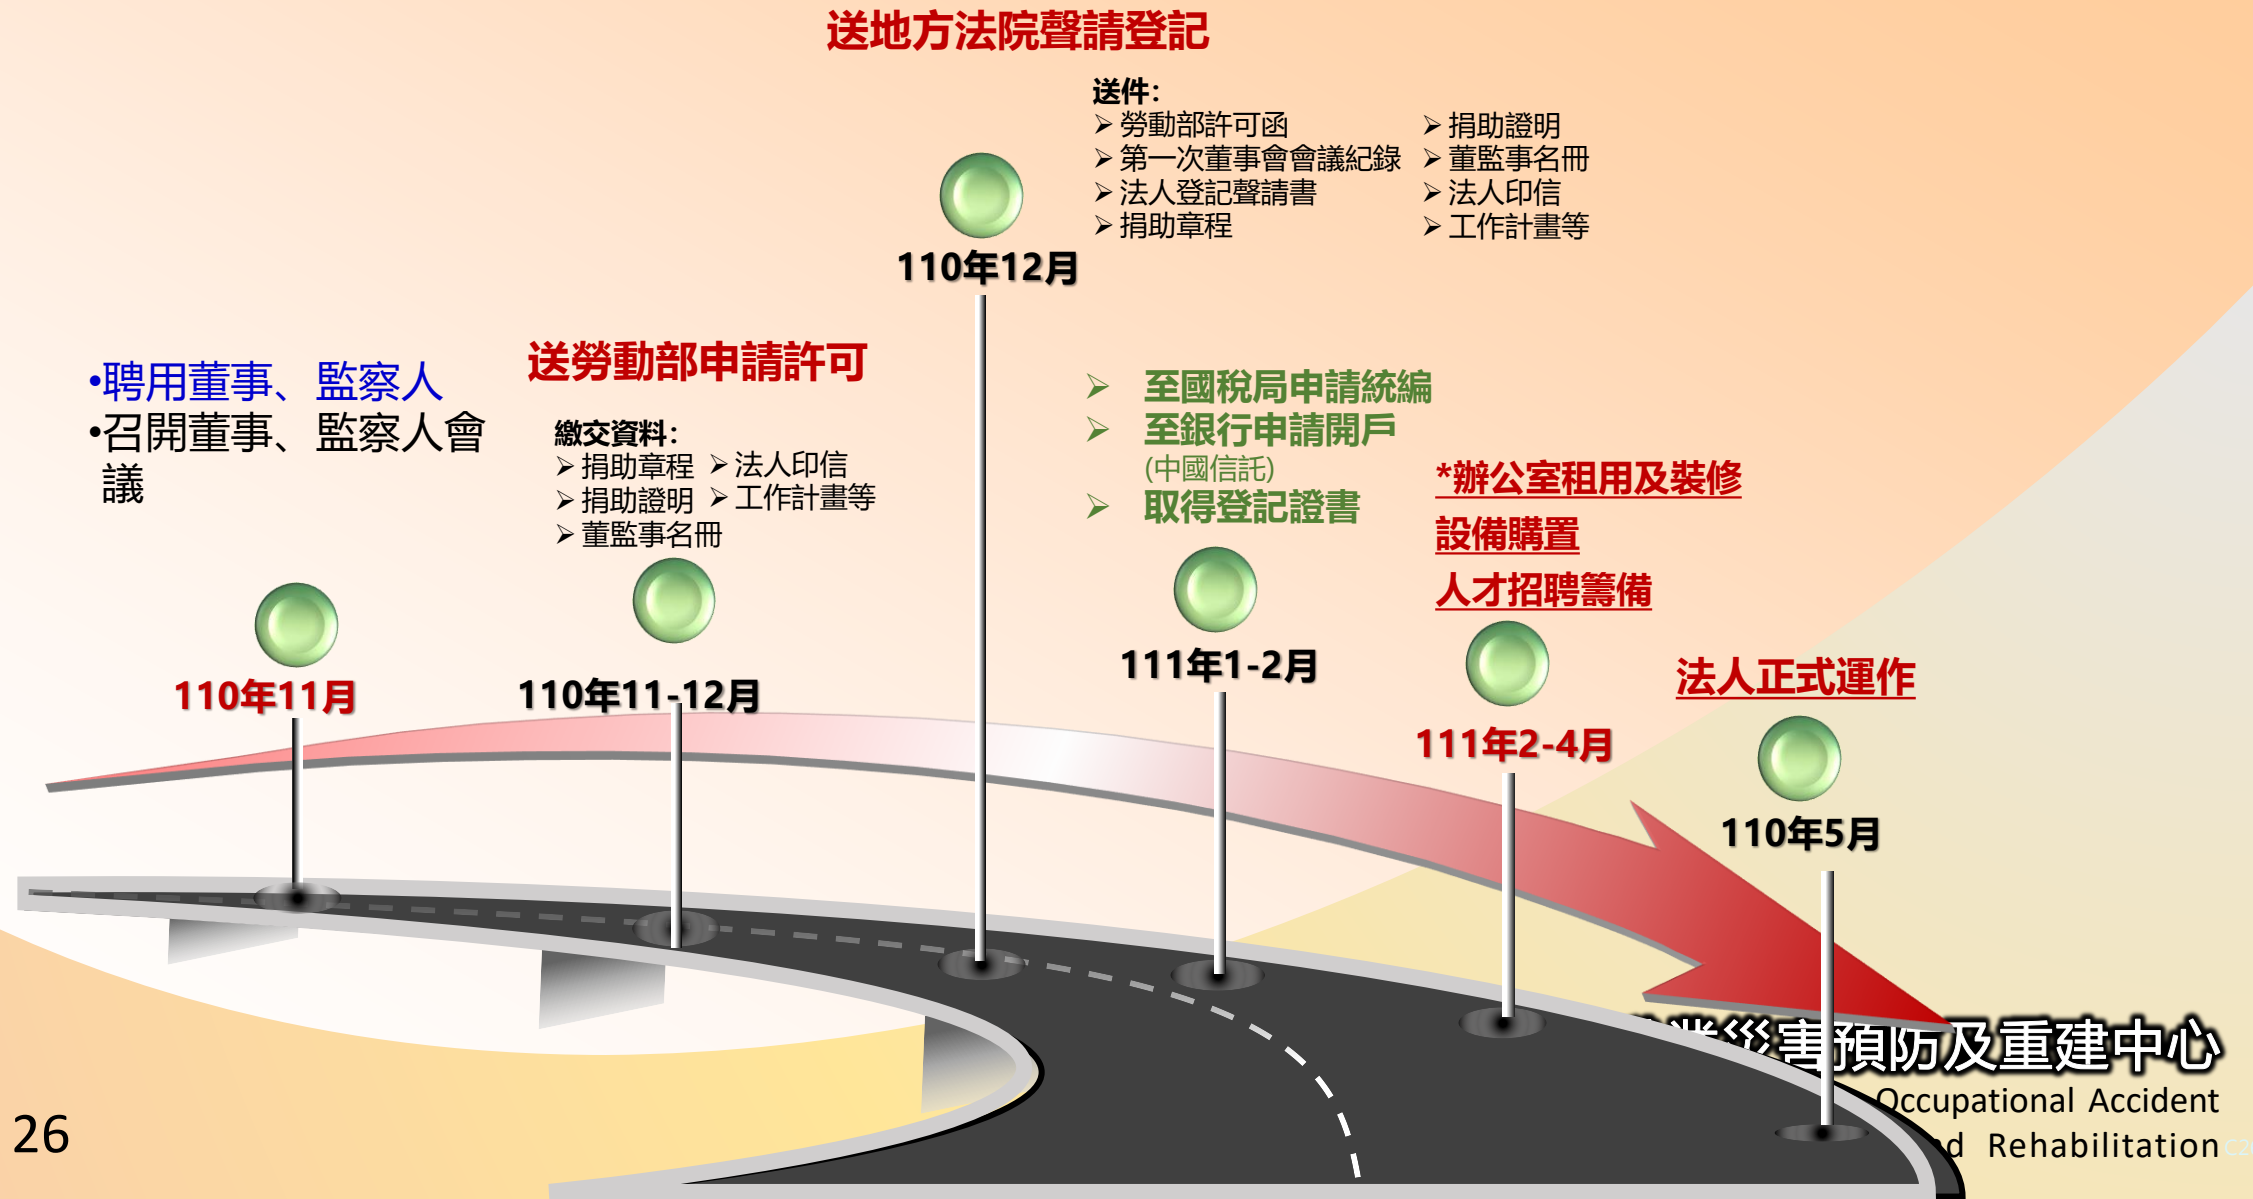 送地方法院聲請登記
送件:
➢勞動部許可函
➢第一次董事會會議紀錄
➢法人登記聲請書
➢捐助章程
➢捐助證明
➢董監事名冊
➢法人印信
➢工作計畫等
110年12月
•聘用董事、監察人
•召開董事、監察人會
議
110年11月
送勞動部申請許可
繳交資料:
➢捐助章程
➢捐助證明
➢董監事名冊
➢法人印信
➢工作計畫等
110年11-12月
➢ 至國稅局申請統編
➢ 至銀行申請開戶
(中國信託)
➢ 取得登記證書
111年1-2月
*辦公室租用及裝修
設備購置
人才招聘籌備
111年2-4月
法人正式運作
110年5月
災害預防及重建中心
Occupational Accident
Rehabilitation
26